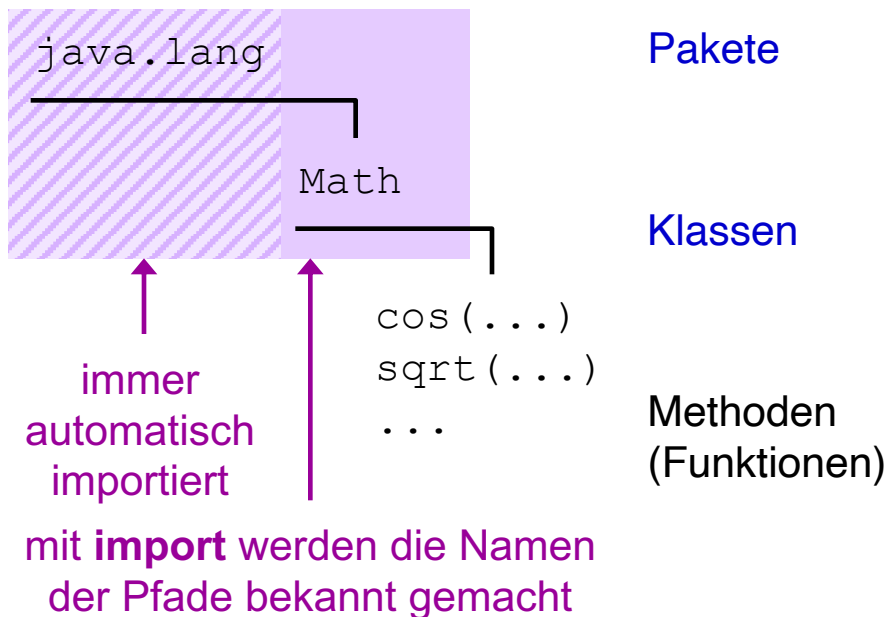 java.lang
Pakete
Math
Klassen
cos(...)
sqrt(...)
...
Methoden
(Funktionen)
immer
automatisch
importiert
mit import werden die Namen
der Pfade bekannt gemacht